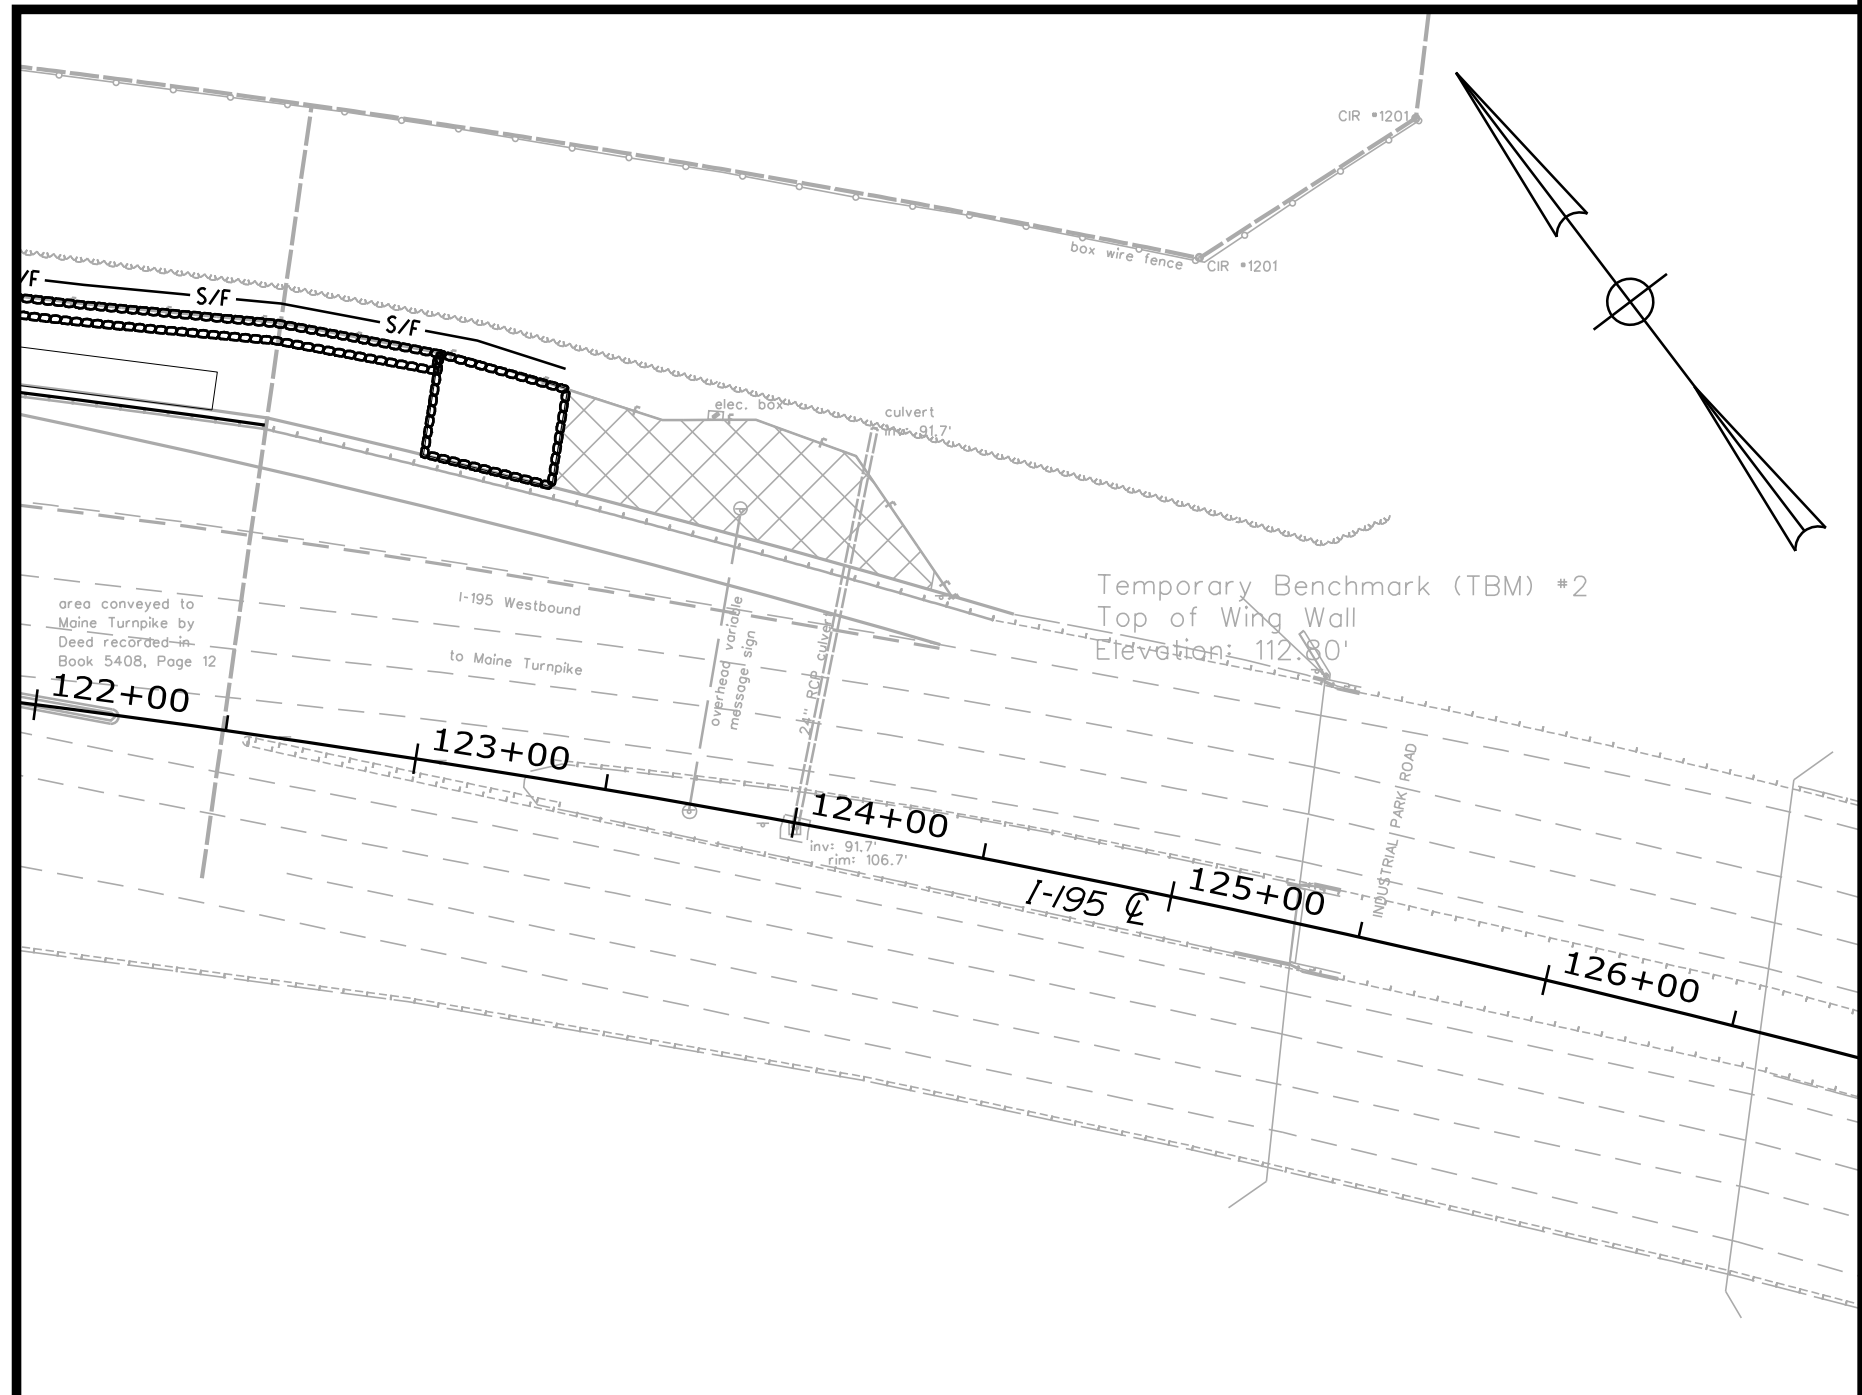 CIR #1201
box wire fence
CIR #1201
/F
S/F
S/F
elec. box
culvert
inv: 91.7'
Temporary Benchmark (TBM) #2
Top of Wing Wall
Elevation: 112.80'
area conveyed to
Maine Turnpike by
Deed recorded in
Book 5408, Page 12
I-195 Westbound
to Maine Turnpike
overhead variable
message sign
24" RCP culvert
INDUSTRIAL PARK ROAD
122+00
123+00
124+00
inv: 91.7'
rim: 106.7'
125+00
I-195 ℄
126+00